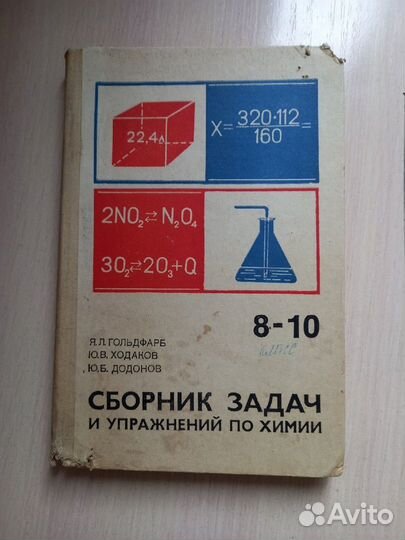 22,4л
X= 320·112 / 160 =
2NO₂⇄N₂O₄
3O₂⇄2O₃+Q
8-10
класс
Я.Л. ГОЛЬДФАРБ
Ю.В. ХОДАКОВ
Ю.Б. ДОДОНОВ
СБОРНИК ЗАДАЧ
И УПРАЖНЕНИЙ ПО ХИМИИ
Avito